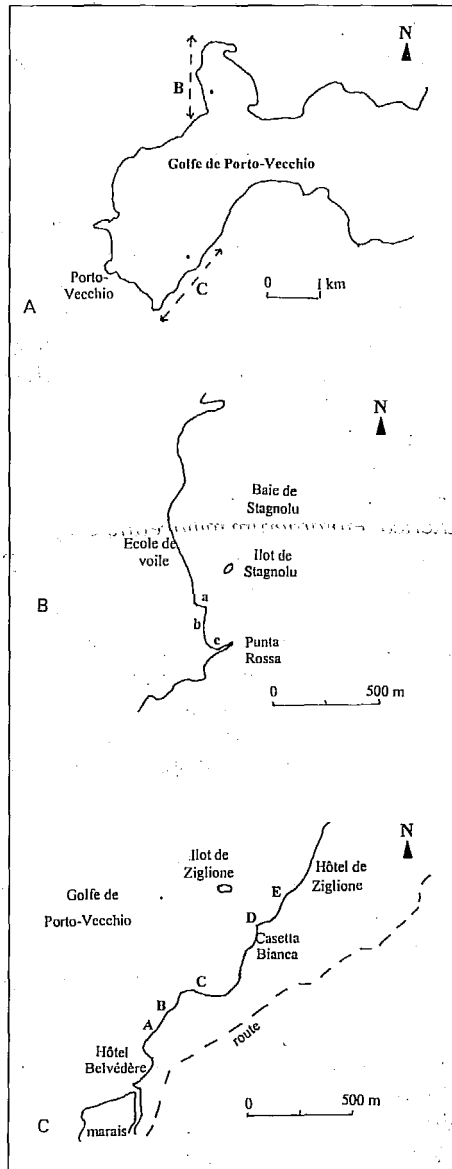 N
B
Golfe de Porto-Vecchio
Porto-
Vecchio
C
0 1 km
A
N
Baie de
Stagnolu
Ecole de
voile
Ilot de
Stagnolu
a
B
b
c
Punta
Rossa
0 500 m
N
Ilot de
Ziglione
Hôtel de
Ziglione
Golfe de
Porto-Vecchio
E
D
Casetta
Bianca
C
B
A
route
Hôtel
Belvédère
0 500 m
C
marais